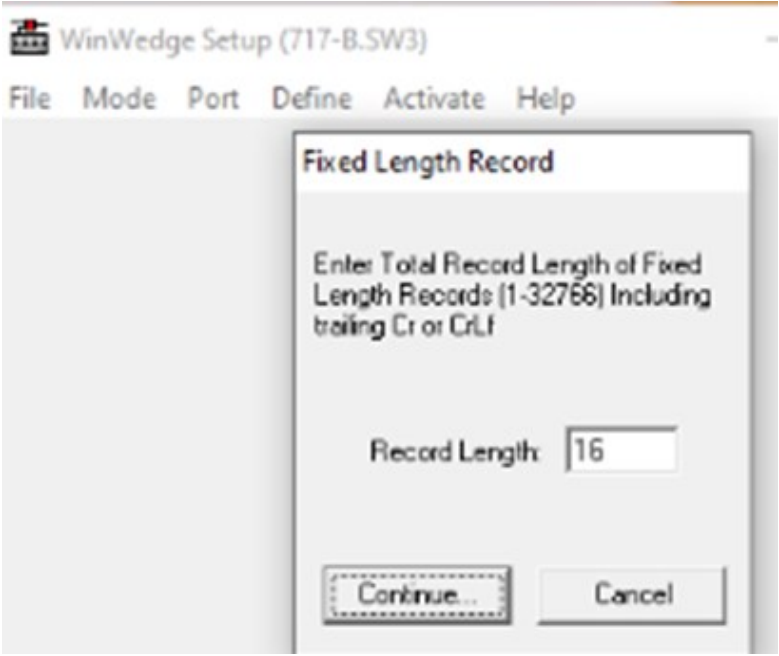 WinWedge Setup (717-B.SW3)
File Mode Port Define Activate Help
Fixed Length Record
Enter Total Record Length of Fixed
Length Records (1-32766) Including
trailing Cr or CrLf
Record Length: 16
Continue... Cancel